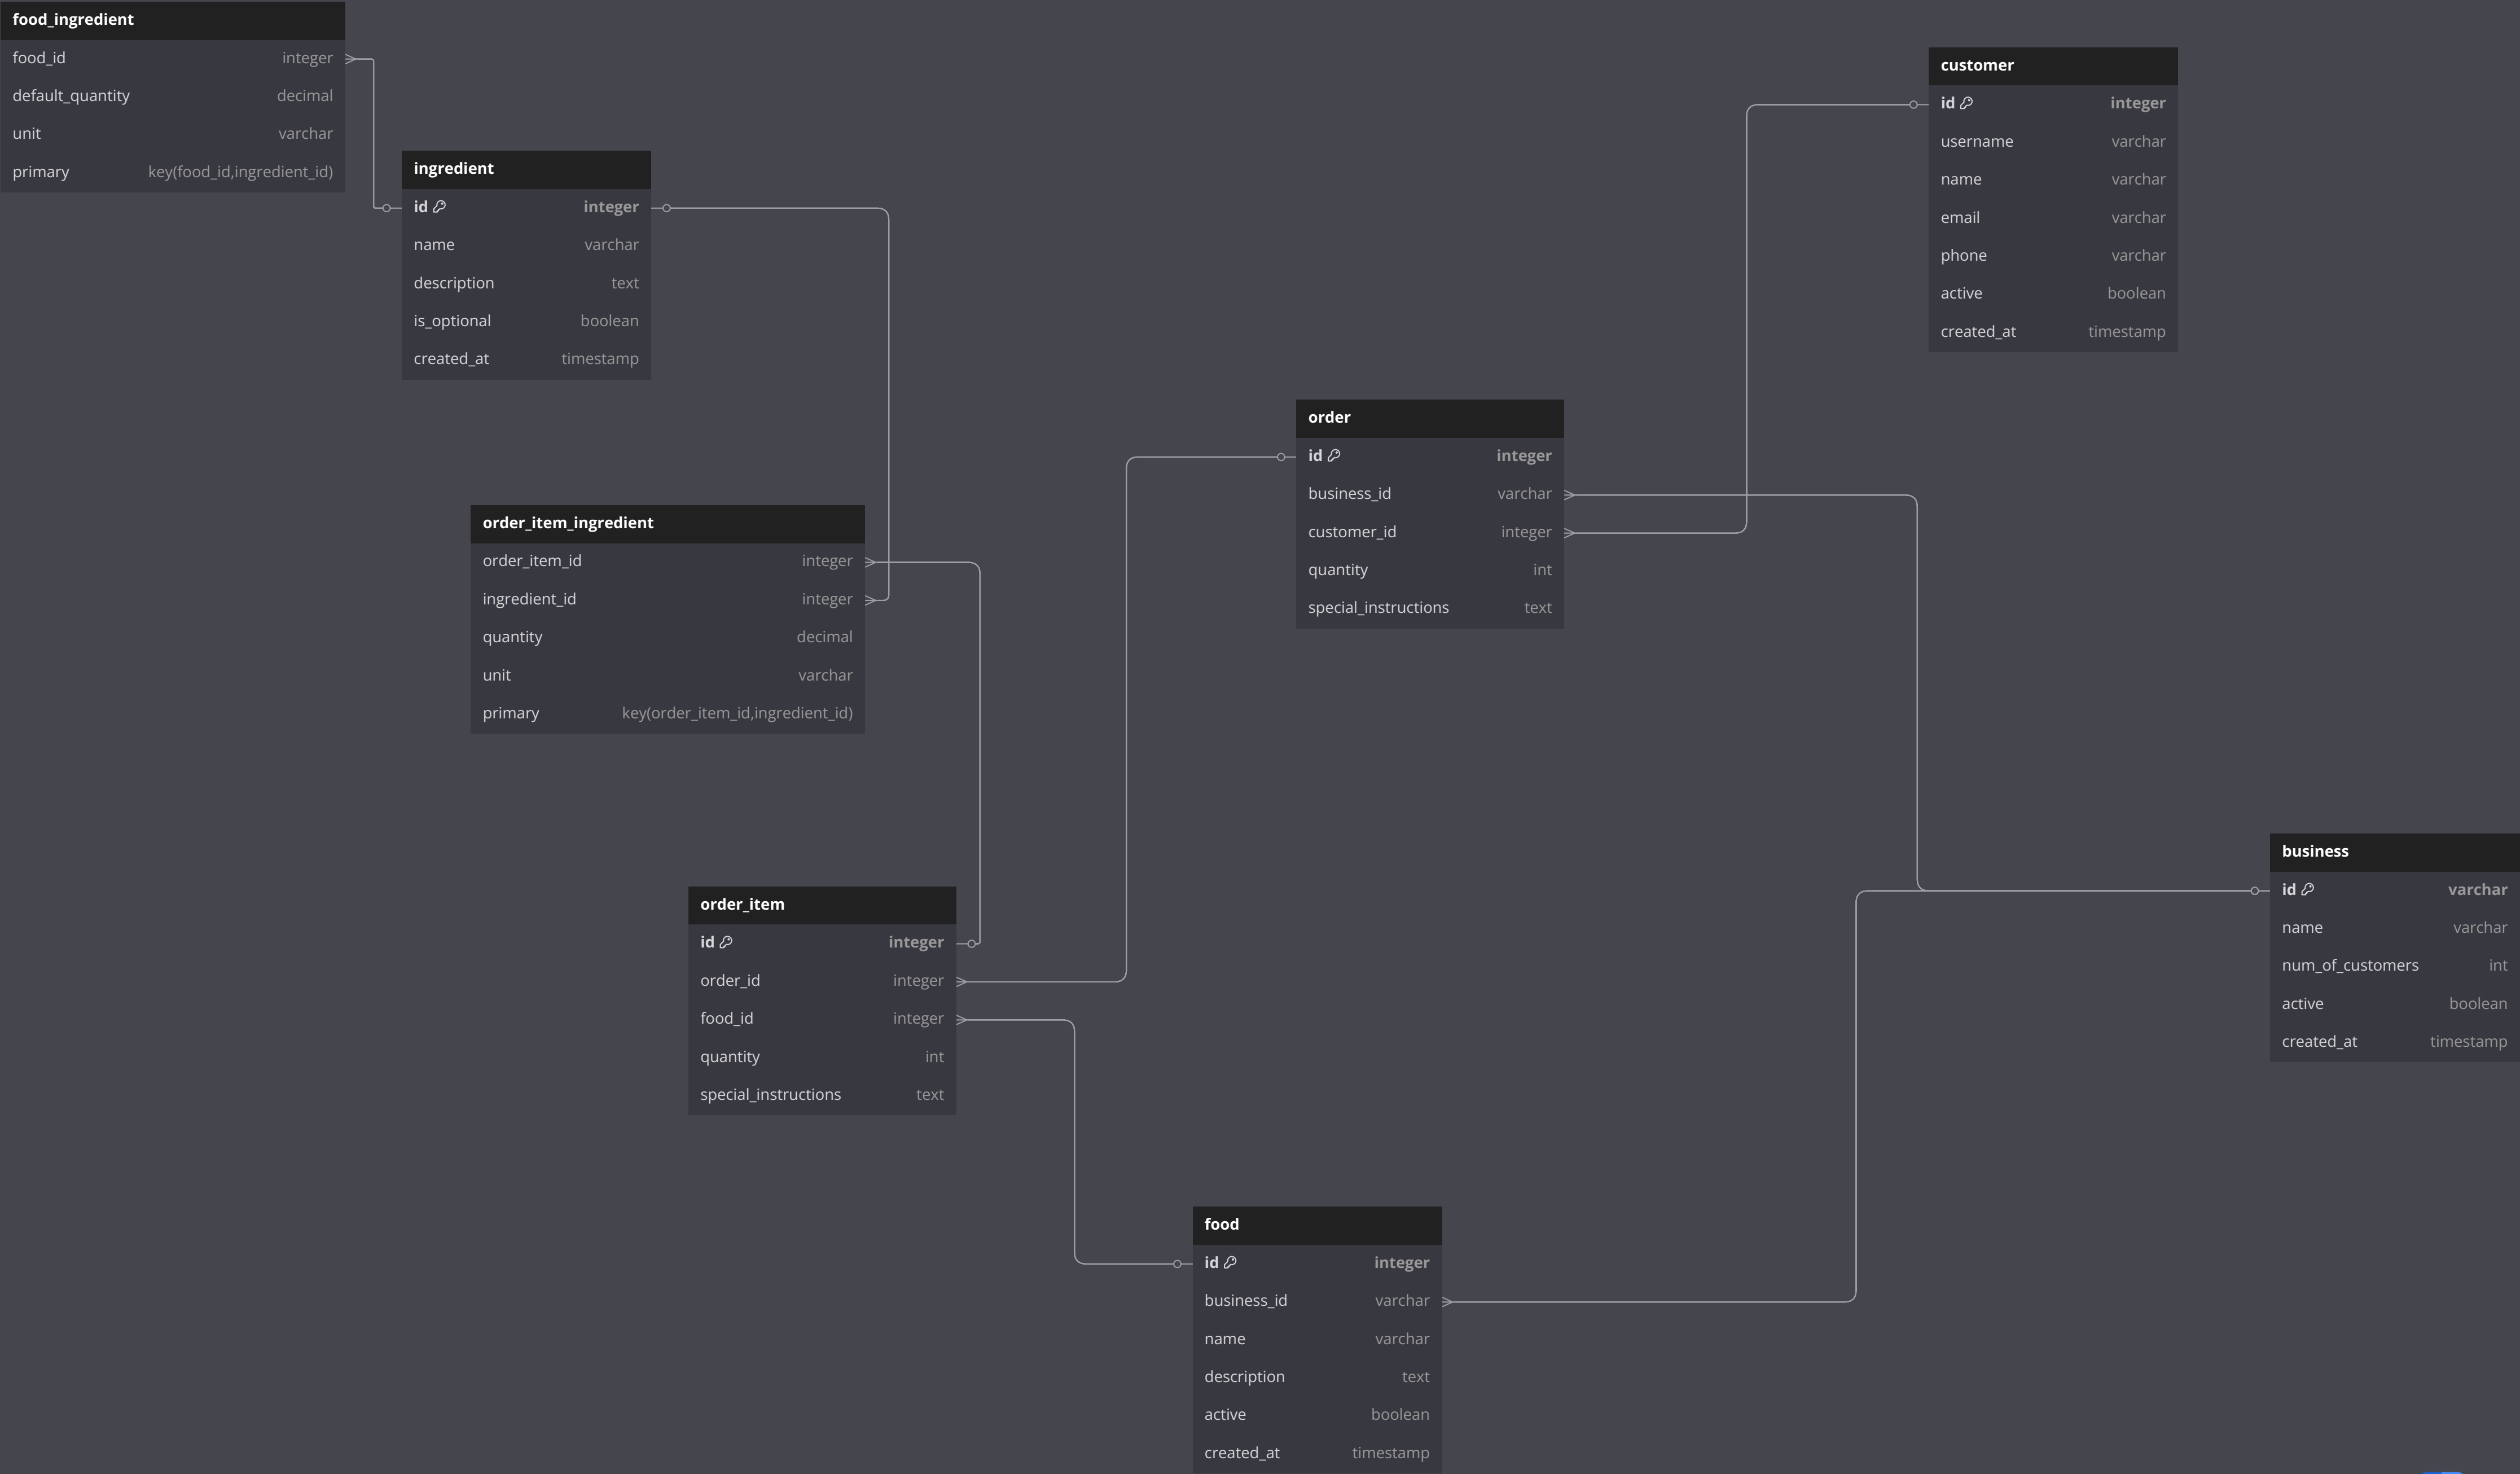 food_ingredient
food_id integer
default_quantity decimal
unit varchar
primary key(food_id,ingredient_id)
ingredient
id integer
name varchar
description text
is_optional boolean
created_at timestamp
order_item_ingredient
order_item_id integer
ingredient_id integer
quantity decimal
unit varchar
primary key(order_item_id,ingredient_id)
order_item
id integer
order_id integer
food_id integer
quantity int
special_instructions text
order
id integer
business_id varchar
customer_id integer
quantity int
special_instructions text
customer
id integer
username varchar
name varchar
email varchar
phone varchar
active boolean
created_at timestamp
business
id varchar
name varchar
num_of_customers int
active boolean
created_at timestamp
food
id integer
business_id varchar
name varchar
description text
active boolean
created_at timestamp